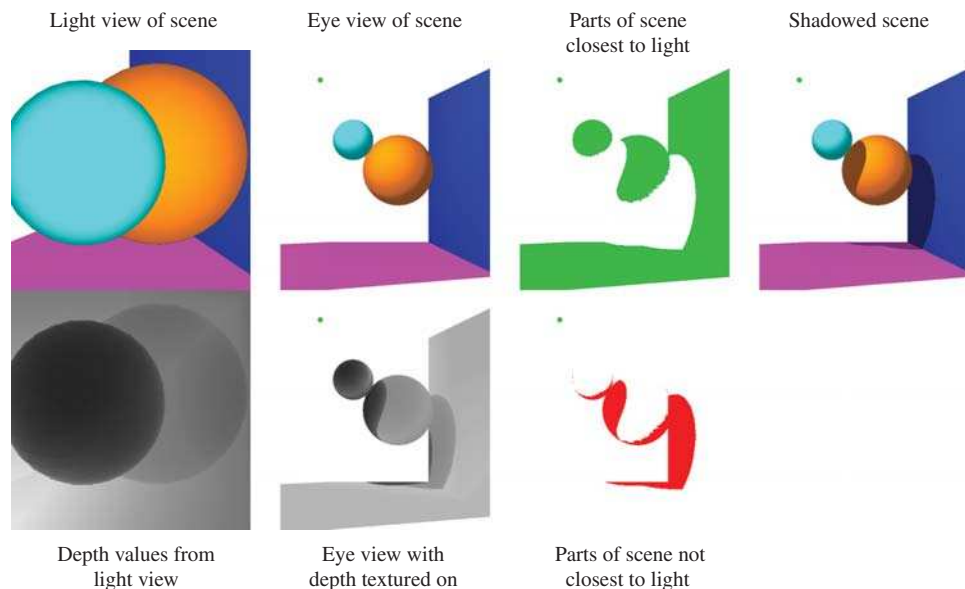 Light view of scene
Eye view of scene
Parts of scene
closest to light
Shadowed scene
Depth values from
light view
Eye view with
depth textured on
Parts of scene not
closest to light